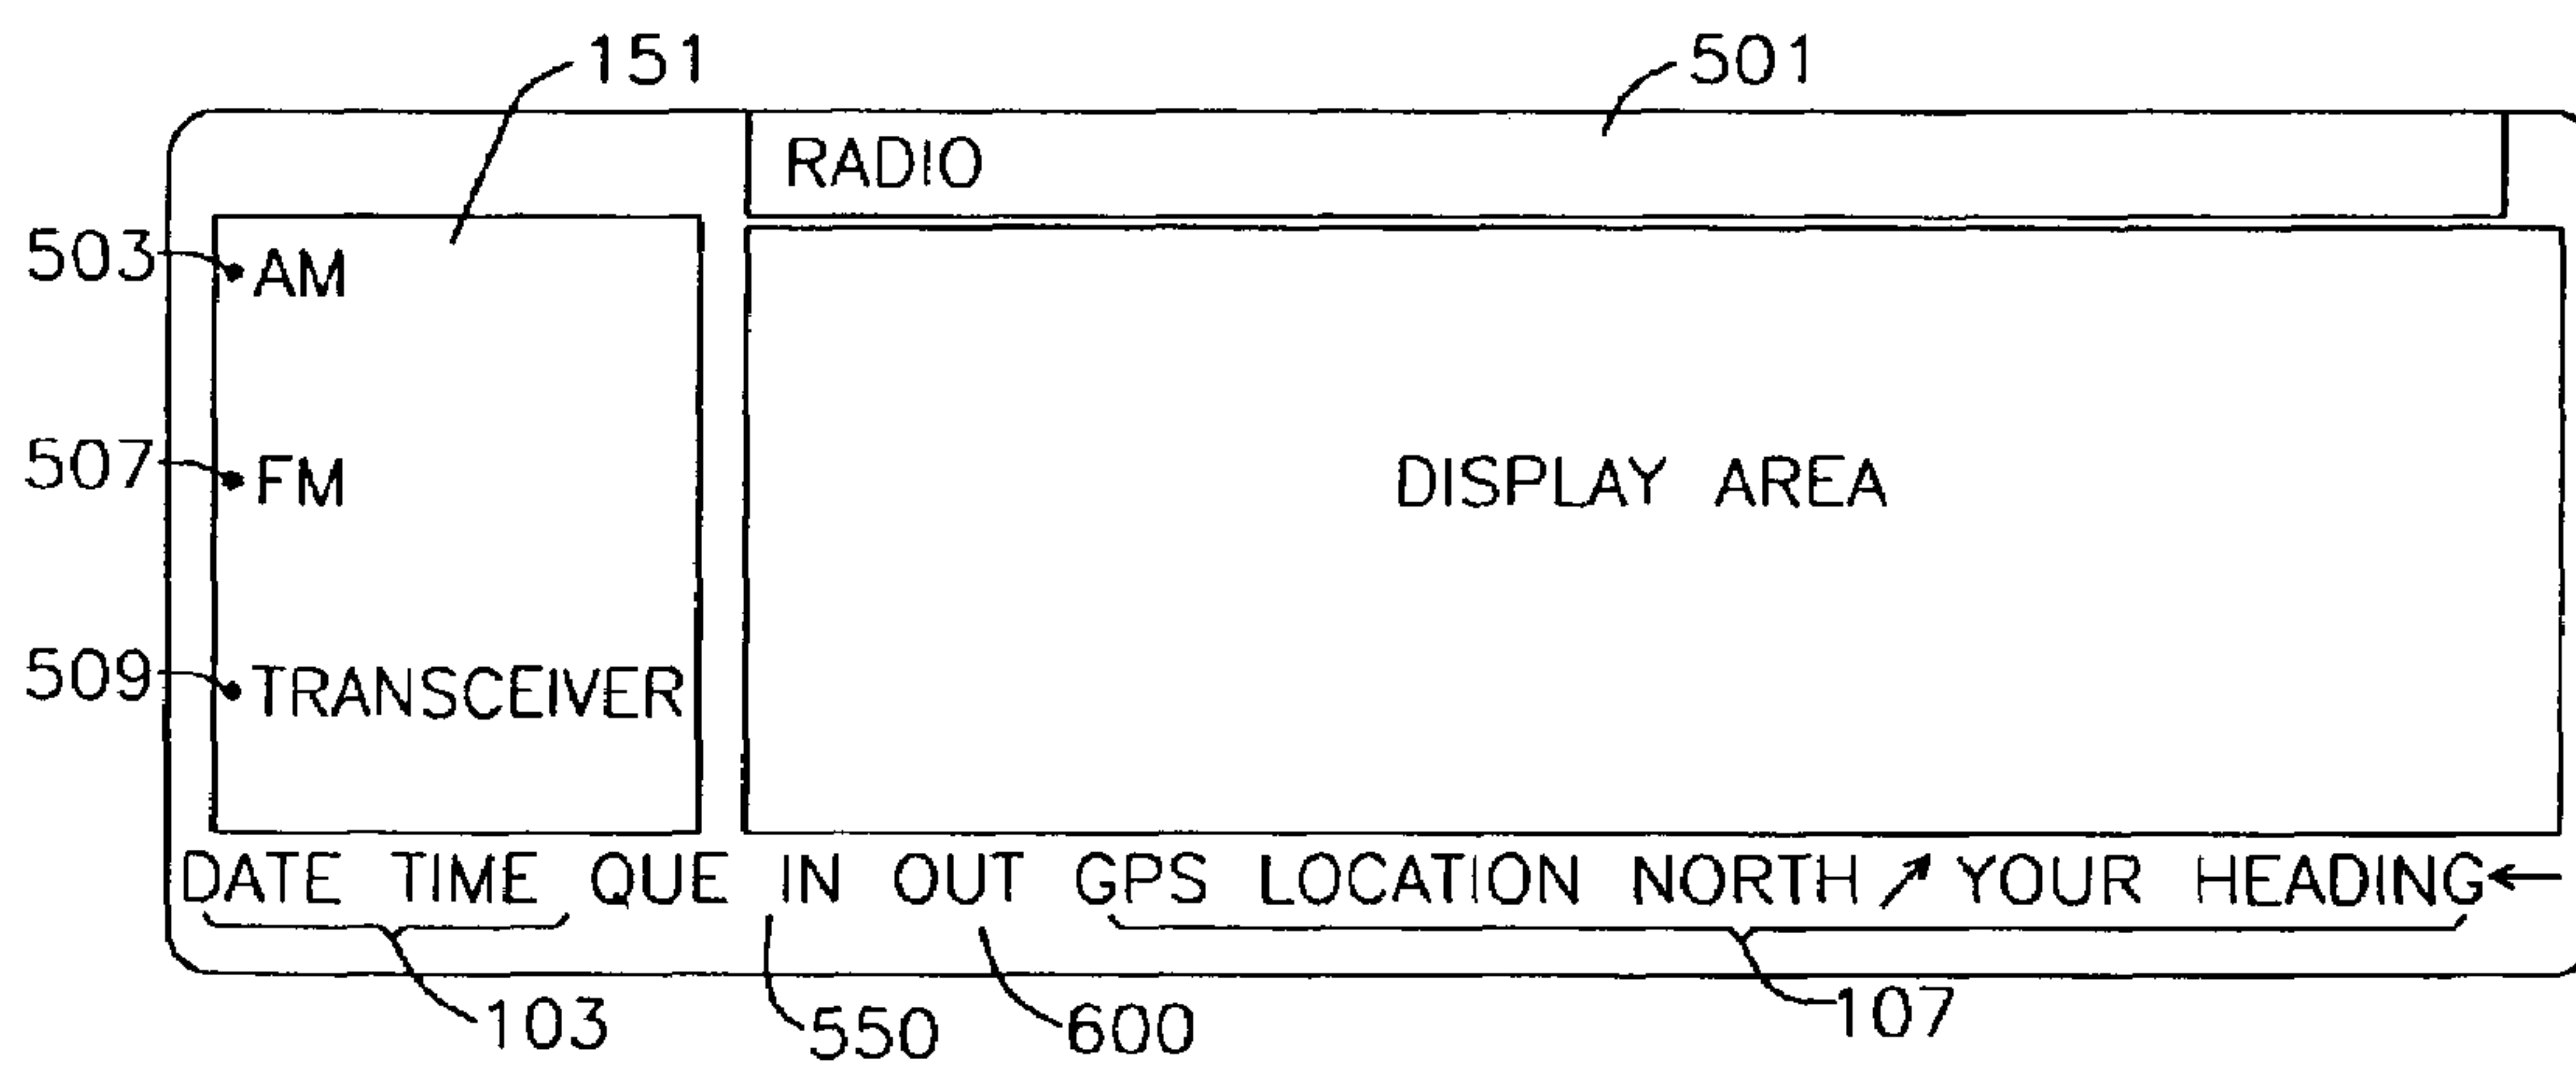 151
501
RADIO
503 AM
507 FM
DISPLAY AREA
509 TRANSCEIVER
DATE TIME QUE IN OUT GPS LOCATION NORTH ↗ YOUR HEADING ←
103
550
600
107